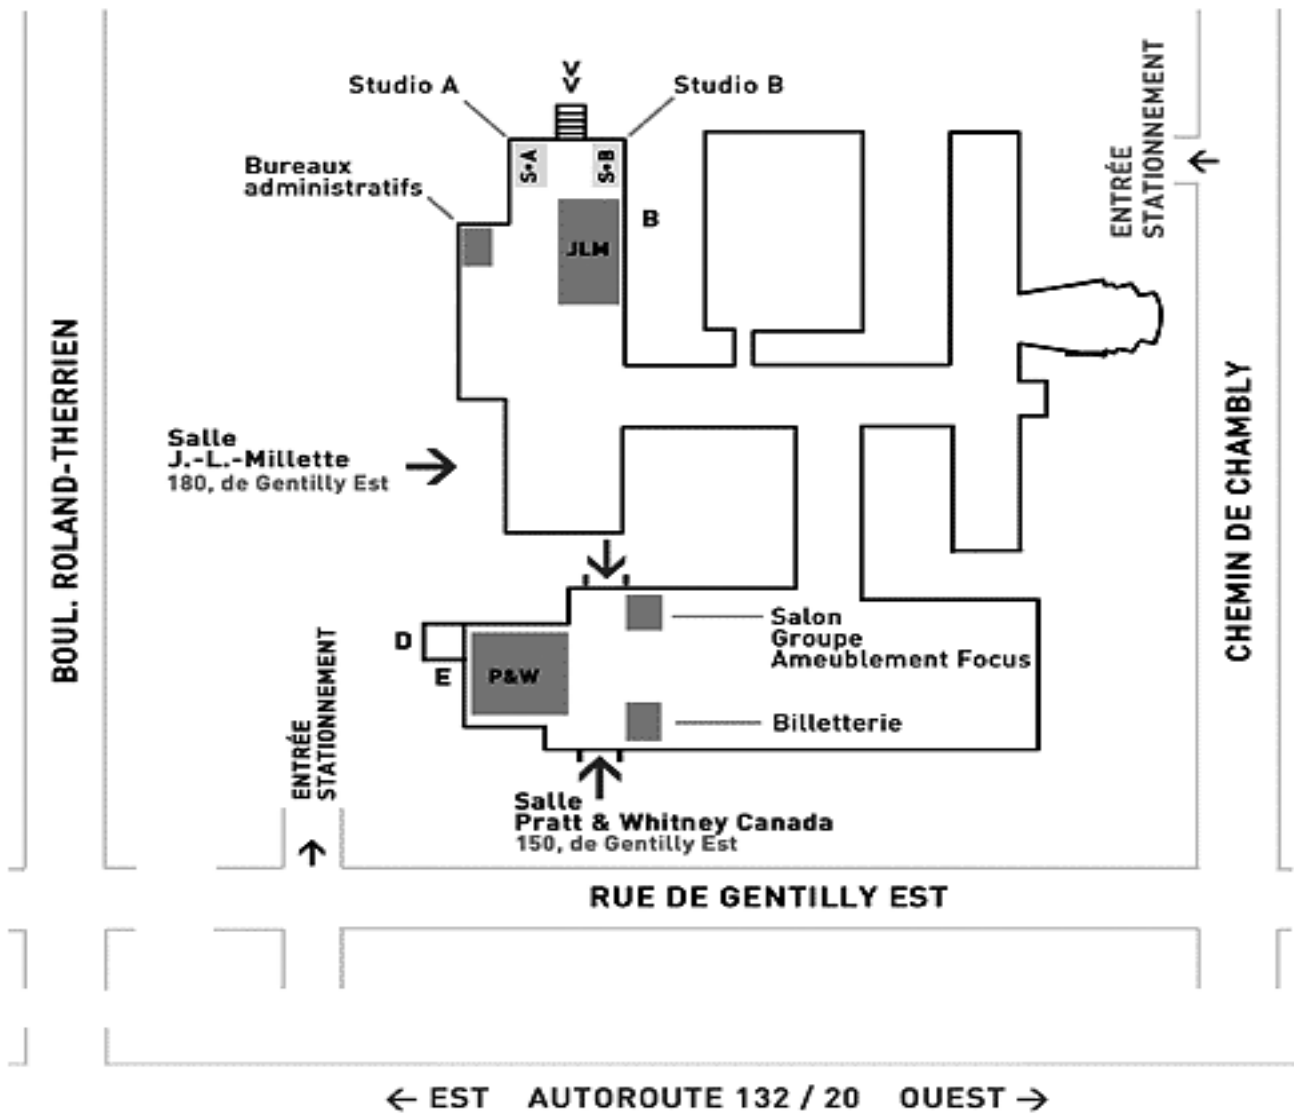 Studio A
Studio B
Bureaux
administratifs
S•A
S•B
B
JLM
ENTRÉE
STATIONNEMENT
BOUL. ROLAND-THERRIEN
CHEMIN DE CHAMBLY
Salle
J.-L.-Millette
180, de Gentilly Est
D
E
P&W
Salon
Groupe
Ameublement Focus
Billetterie
ENTRÉE
STATIONNEMENT
Salle
Pratt & Whitney Canada
150, de Gentilly Est
RUE DE GENTILLY EST
← EST AUTOROUTE 132 / 20 OUEST →